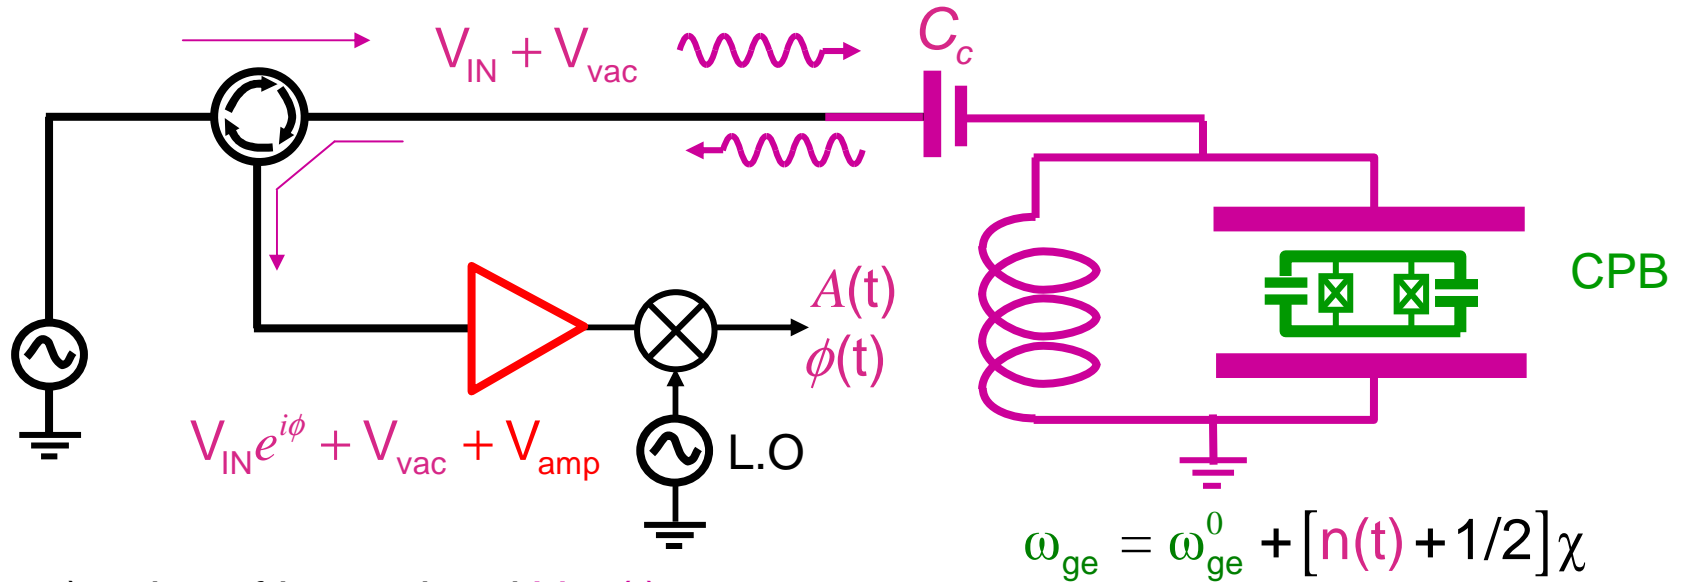 V_IN + V_vac
C_c
CPB
A(t)
ϕ(t)
V_IN e^{iϕ} + V_vac + V_amp
L.O
ω_ge = ω_ge^0 + [n(t) + 1/2] χ